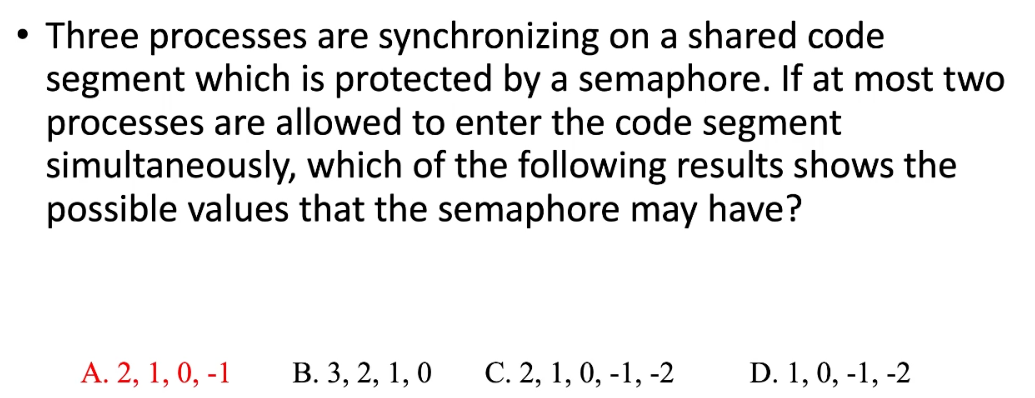 • Three processes are synchronizing on a shared code
segment which is protected by a semaphore. If at most two
processes are allowed to enter the code segment
simultaneously, which of the following results shows the
possible values that the semaphore may have?
A. 2, 1, 0, -1 B. 3, 2, 1, 0 C. 2, 1, 0, -1, -2 D. 1, 0, -1, -2